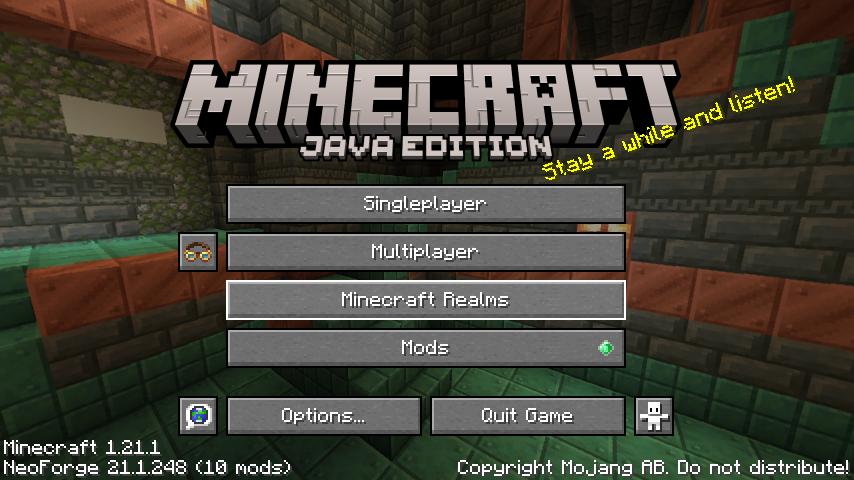 MINECRAFT
JAVA EDITION
Stay a while and listen!
Singleplayer
Multiplayer
Minecraft Realms
Mods
Options...
Quit Game
Minecraft 1.21.1
NeoForge 21.1.248 (10 mods)
Copyright Mojang AB. Do not distribute!